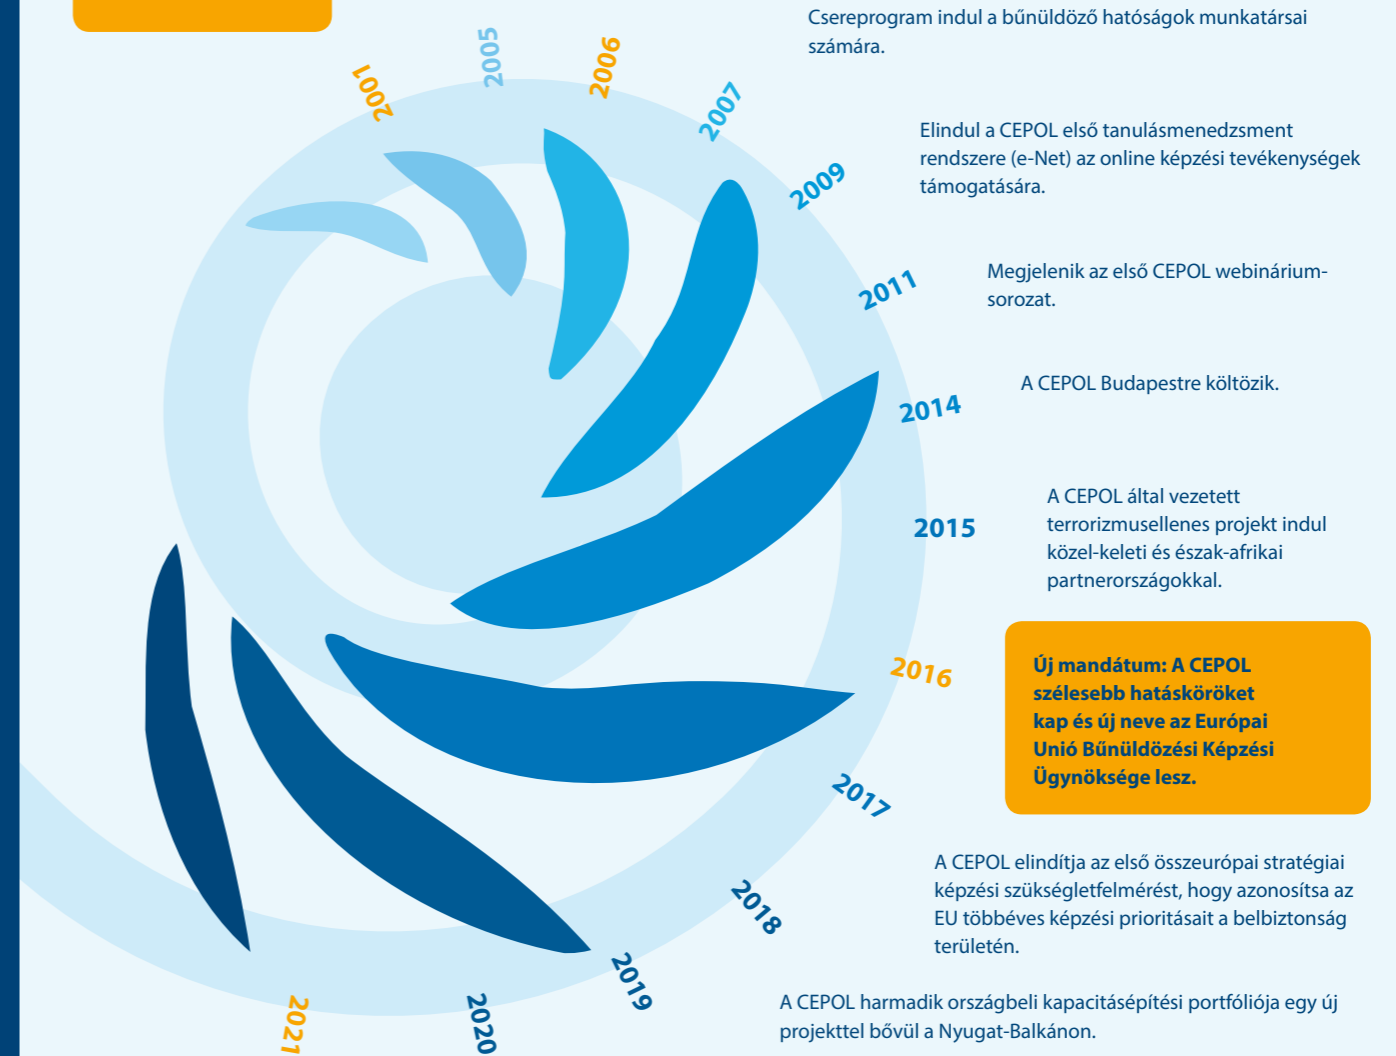 Csereprogram indul a bűnüldöző hatóságok munkatársai
számára.
2001
2005
2006
2007
Elindul a CEPOL első tanulásmenedzsment
rendszere (e-Net) az online képzési tevékenységek
támogatására.
2009
Megjelenik az első CEPOL webinárium-
sorozat.
2011
A CEPOL Budapestre költözik.
2014
A CEPOL által vezetett
terrorizmusellenes projekt indul
közel-keleti és észak-afrikai
partnerországokkal.
2015
Új mandátum: A CEPOL
szélesebb hatásköröket
kap és új neve az Európai
Unió Bűnüldözési Képzési
Ügynöksége lesz.
2016
2017
A CEPOL elindítja az első összeurópai stratégiai
képzési szükségletfelmérést, hogy azonosítsa az
EU többéves képzési prioritásait a belbiztonság
területén.
2018
A CEPOL harmadik országbeli kapacitásépítési portfóliója egy új
projekttel bővül a Nyugat-Balkánon.
2019
2020
2021